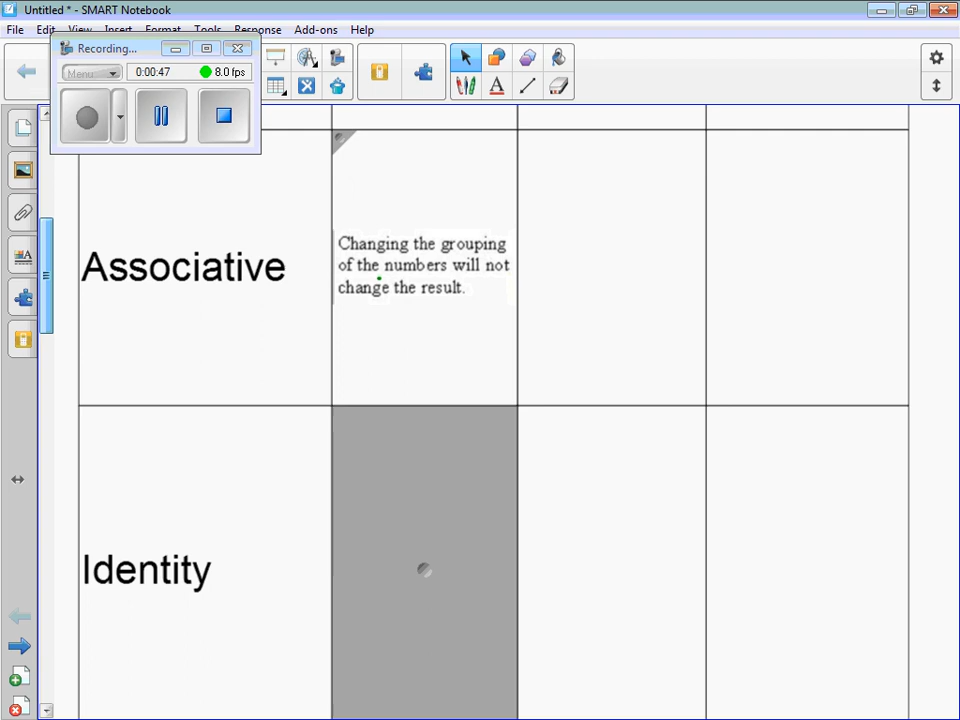 Untitled * - SMART Notebook
File Edit View Insert Format Tools Response Add-ons Help
Recording...
Menu 0:00:47 8.0 fps
Associative
Changing the grouping
of the numbers will not
change the result.
Identity